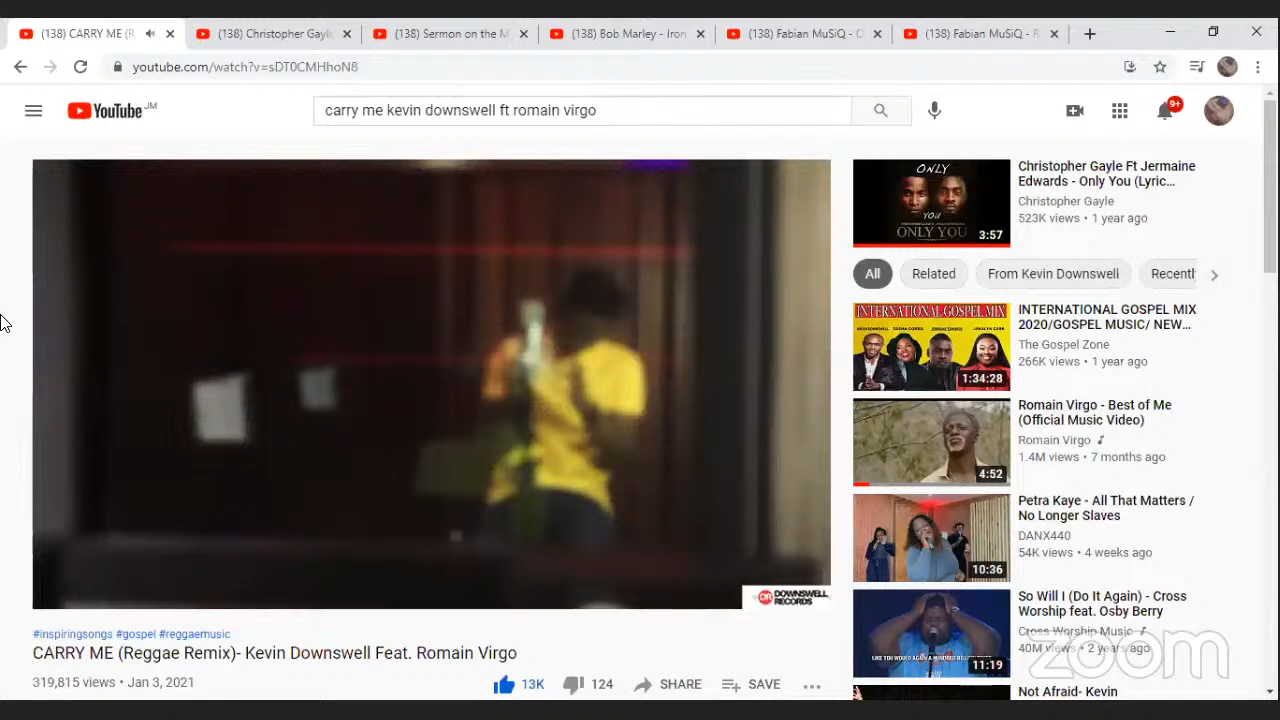 (138) CARRY ME (R
(138) Christopher Gayle
(138) Sermon on the M
(138) Bob Marley - Iron
(138) Fabian MuSiQ - C
(138) Fabian MuSiQ - R
youtube.com/watch?v=sDT0CMHhoN8
YouTube JM
carry me kevin downswell ft romain virgo
9+
ONLY
YOU
ONLY YOU
3:57
Christopher Gayle Ft Jermaine
Edwards - Only You (Lyric...
Christopher Gayle
523K views • 1 year ago
All
Related
From Kevin Downswell
Recentl
INTERNATIONAL GOSPEL MIX
1:34:28
INTERNATIONAL GOSPEL MIX
2020/GOSPEL MUSIC/ NEW...
The Gospel Zone
266K views • 1 year ago
4:52
Romain Virgo - Best of Me
(Official Music Video)
Romain Virgo
1.4M views • 7 months ago
10:36
Petra Kaye - All That Matters /
No Longer Slaves
DANX440
54K views • 4 weeks ago
LIKE YOU WOULD AGAIN A HUNDRED BILLION
11:19
So Will I (Do It Again) - Cross
Worship feat. Osby Berry
Cross Worship Music
40M views • 2 years ago
Not Afraid- Kevin
DR DOWNSWELL
RECORDS
#inspiringsongs #gospel #reggaemusic
CARRY ME (Reggae Remix)- Kevin Downswell Feat. Romain Virgo
319,815 views • Jan 3, 2021
13K
124
SHARE
SAVE
zoom